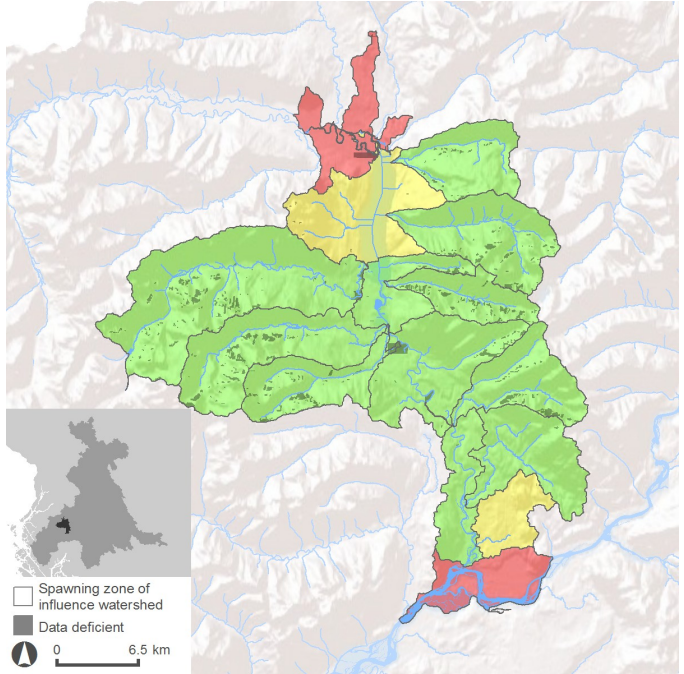 Spawning zone of
influence watershed
Data deficient
0 6.5 km